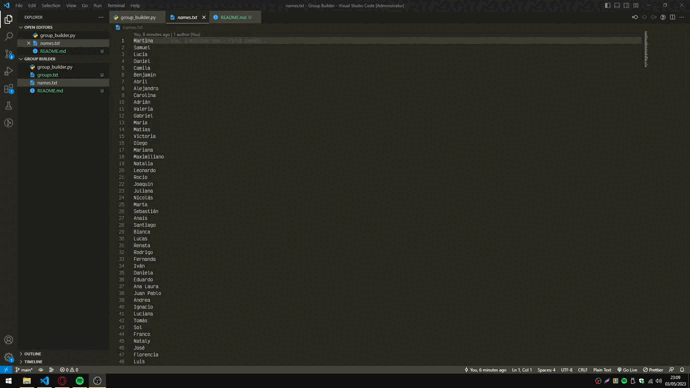 File Edit Selection View Go Run Terminal Help
names.txt - Group Builder - Visual Studio Code [Administrator]
EXPLORER
group_builder.py
names.txt
README.md U
OPEN EDITORS
group_builder.py
names.txt
README.md U
GROUP BUILDER
group_builder.py
groups.txt U
names.txt
README.md U
OUTLINE
TIMELINE
names.txt
You, 6 minutes ago | 1 author (You)
1 Martina
2 Samuel
3 Lucía
4 Daniel
5 Camila
6 Benjamín
7 Abril
8 Alejandro
9 Carolina
10 Adrián
11 Valeria
12 Gabriel
13 María
14 Matías
15 Victoria
16 Diego
17 Mariana
18 Maximiliano
19 Natalia
20 Leonardo
21 Rocío
22 Joaquín
23 Juliana
24 Nicolás
25 Marta
26 Sebastián
27 Anaís
28 Santiago
29 Bianca
30 Lucas
31 Renata
32 Rodrigo
33 Fernanda
34 Iván
35 Daniela
36 Eduardo
37 Ana Laura
38 Juan Pablo
39 Andrea
40 Ignacio
41 Luciana
42 Tomás
43 Sol
44 Franco
45 Nataly
46 José
47 Florencia
48 Luis
main*
0 0
You, 6 minutes ago
Ln 1, Col 1
Spaces: 4
UTF-8
CRLF
Plain Text
Go Live
Prettier
23:09
03/05/2023